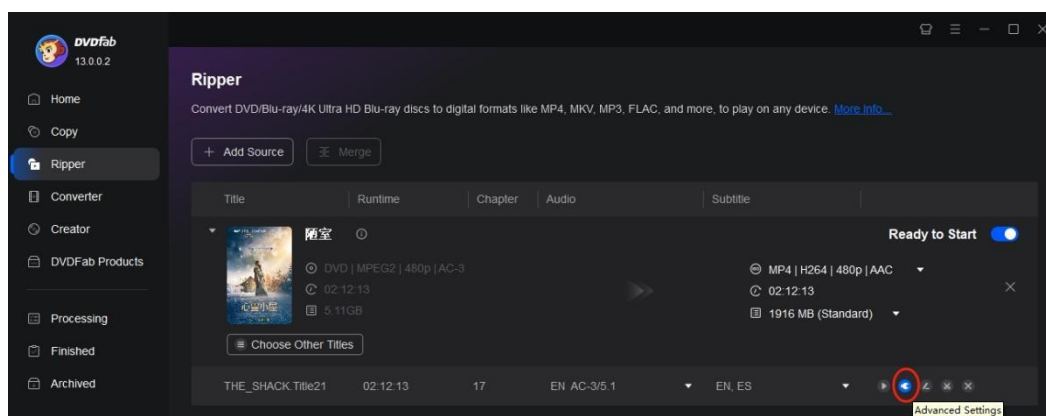 DVDFab
13.0.0.2
Home
Copy
Ripper
Converter
Creator
DVDFab Products
Processing
Finished
Archived
Ripper
Convert DVD/Blu-ray/4K Ultra HD Blu-ray discs to digital formats like MP4, MKV, MP3, FLAC, and more, to play on any device. More Info...
+ Add Source
Merge
Title Runtime Chapter Audio Subtitle
陋室
Ready to Start
DVD | MPEG2 | 480p | AC-3
02:12:13
5.11GB
MP4 | H264 | 480p | AAC
02:12:13
1916 MB (Standard)
心靈小屋
Choose Other Titles
THE_SHACK.Title21 02:12:13 17 EN AC-3/5.1 EN, ES
Advanced Settings